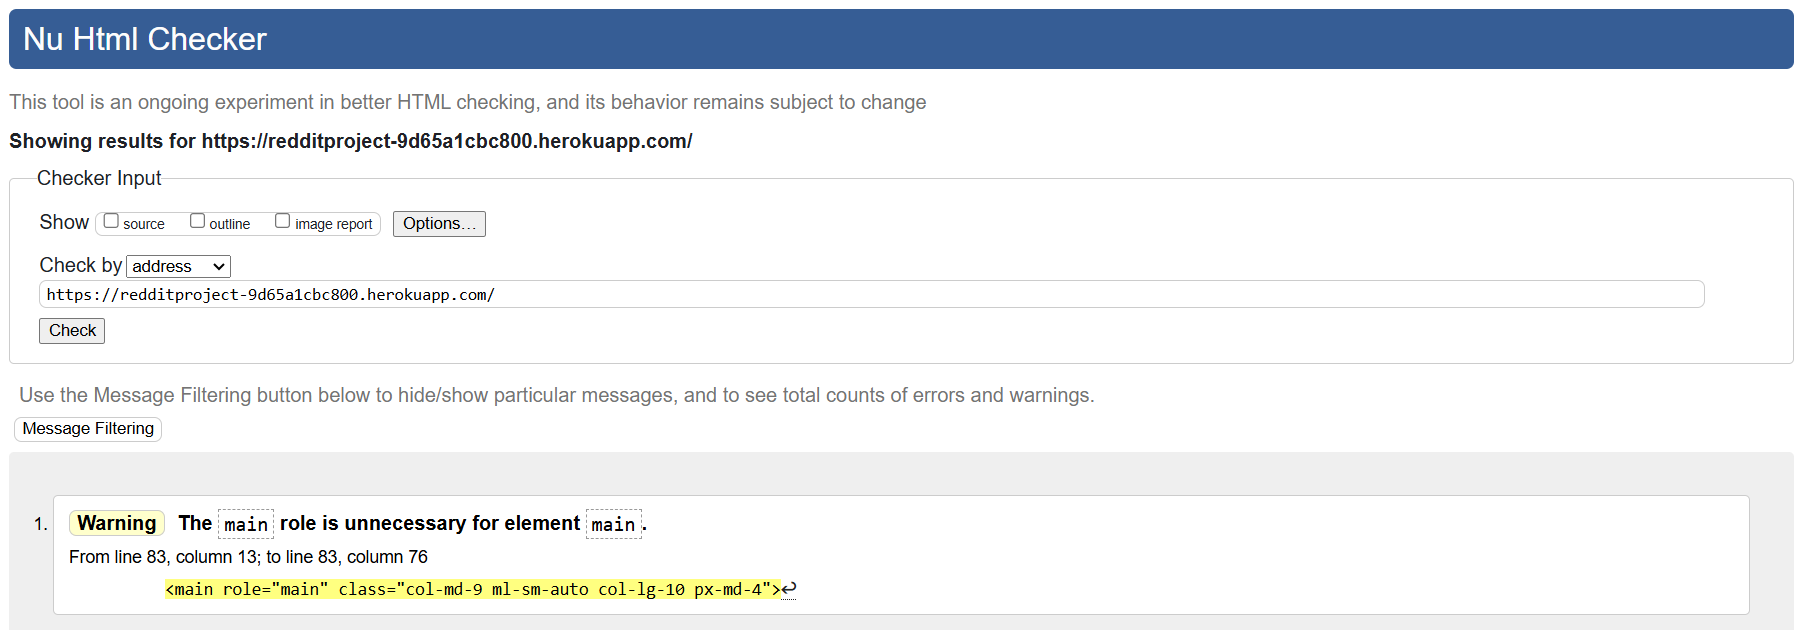 Nu Html Checker
This tool is an ongoing experiment in better HTML checking, and its behavior remains subject to change
Showing results for https://redditproject-9d65a1cbc800.herokuapp.com/
Checker Input
Show source outline image report Options...
Check by address
https://redditproject-9d65a1cbc800.herokuapp.com/
Check
Use the Message Filtering button below to hide/show particular messages, and to see total counts of errors and warnings.
Message Filtering
1. Warning The main role is unnecessary for element main.
From line 83, column 13; to line 83, column 76
<main role="main" class="col-md-9 ml-sm-auto col-lg-10 px-md-4">↩